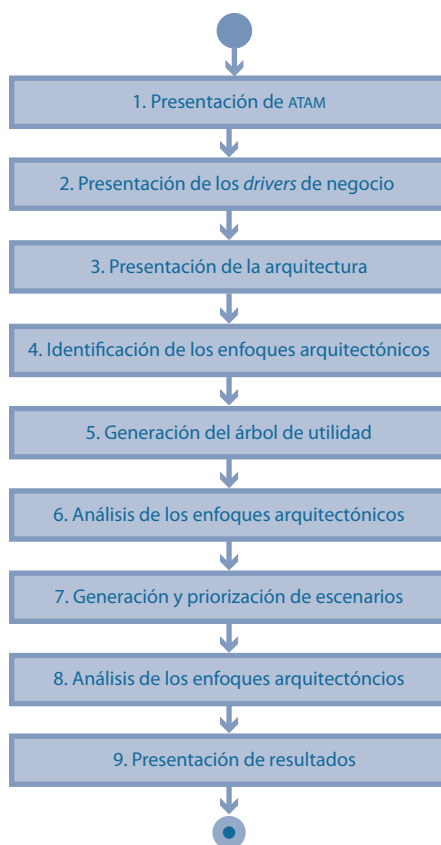 1. Presentación de ATAM
2. Presentación de los drivers de negocio
3. Presentación de la arquitectura
4. Identificación de los enfoques arquitectónicos
5. Generación del árbol de utilidad
6. Análisis de los enfoques arquitectónicos
7. Generación y priorización de escenarios
8. Análisis de los enfoques arquitectóncios
9. Presentación de resultados